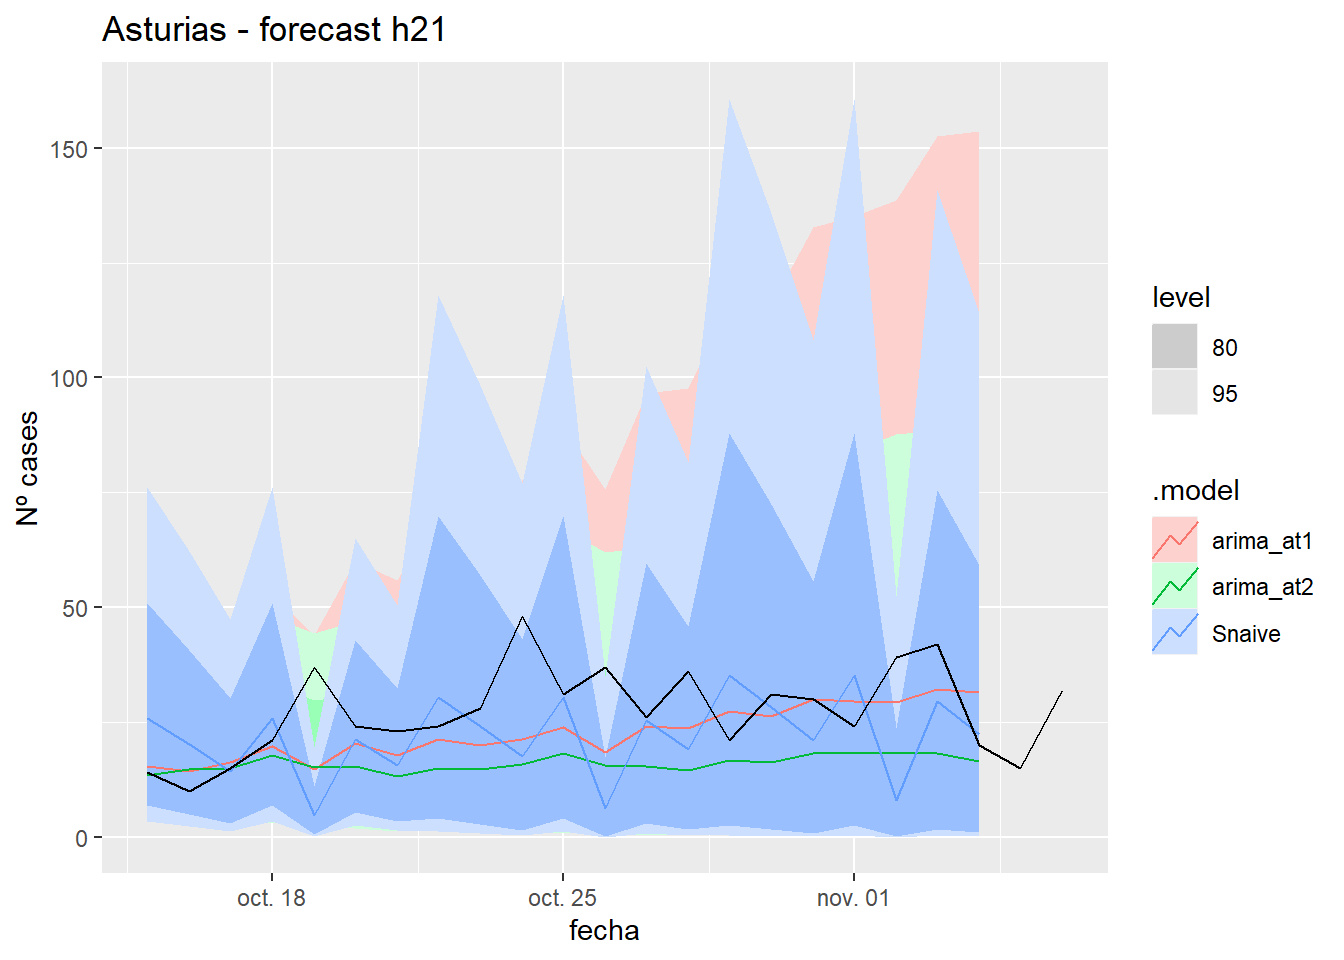 Asturias - forecast h21
150
100
50
0
Nº cases
oct. 18
oct. 25
nov. 01
fecha
level
80
95
.model
arima_at1
arima_at2
Snaive